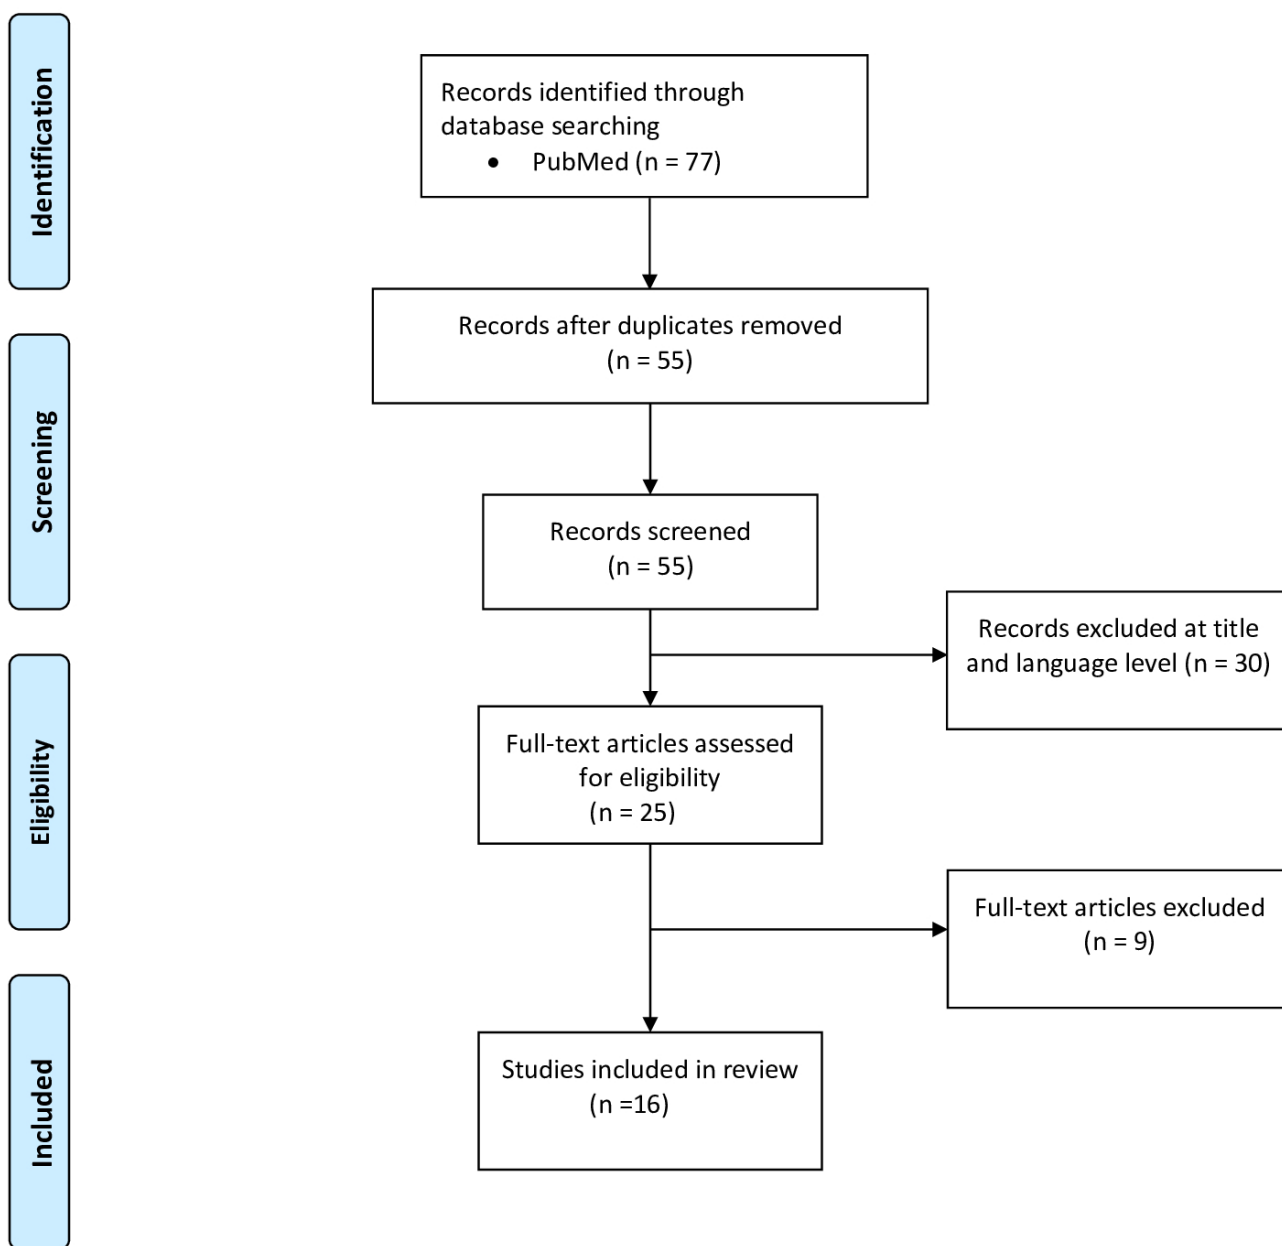 Identification
Records identified through
database searching
• PubMed (n = 77)
Records after duplicates removed
(n = 55)
Screening
Records screened
(n = 55)
Records excluded at title
and language level (n = 30)
Eligibility
Full-text articles assessed
for eligibility
(n = 25)
Full-text articles excluded
(n = 9)
Included
Studies included in review
(n =16)